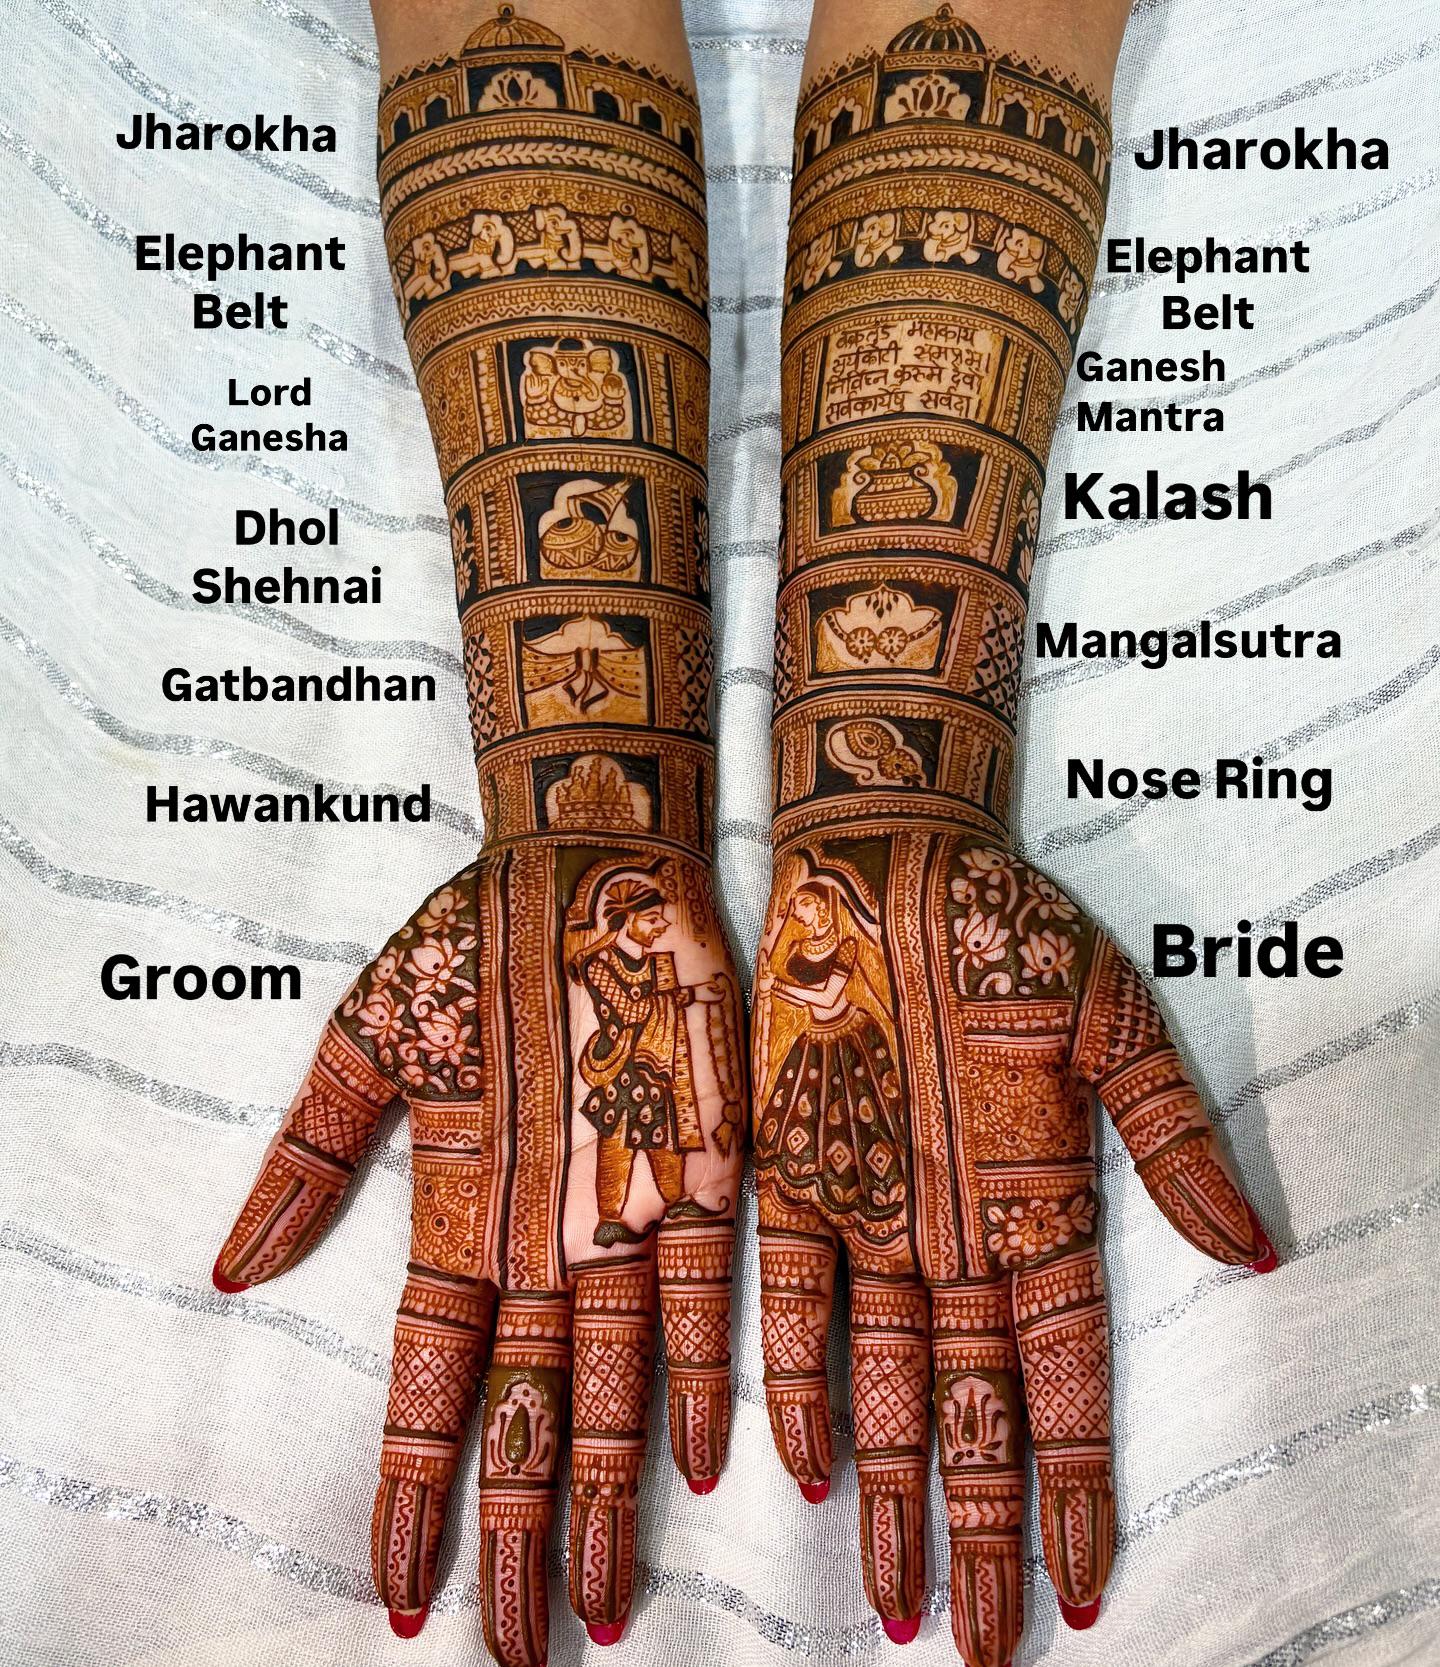 Jharokha
Elephant
Belt
Lord
Ganesha
Dhol
Shehnai
Gatbandhan
Hawankund
Groom
Jharokha
Elephant
Belt
वक्रतुंड महाकाय
र्यकोटी समप्रभ
कुरुमे देवा
सर्वकार्येषु सर्वदा
Ganesh
Mantra
Kalash
Mangalsutra
Nose Ring
Bride